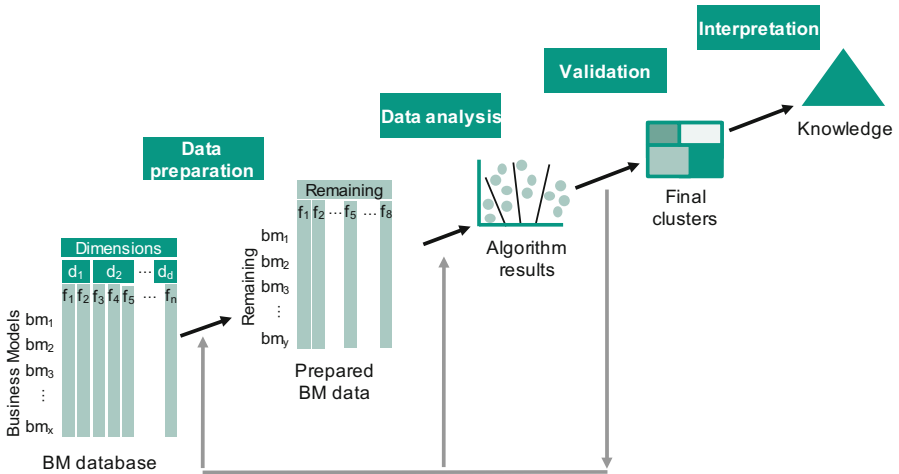 Interpretation
Validation
Data analysis
Data
preparation
Knowledge
Final
clusters
Algorithm
results
Remaining
f₁ f₂ ... f₅ ... f₈
Remaining
bm₁
bm₂
bm₃
⋮
bmᵧ
Prepared
BM data
Dimensions
d₁ d₂ ... d_d
f₁ f₂ f₃ f₄ f₅ ... fₙ
Business Models
bm₁
bm₂
bm₃
⋮
bmₓ
BM database